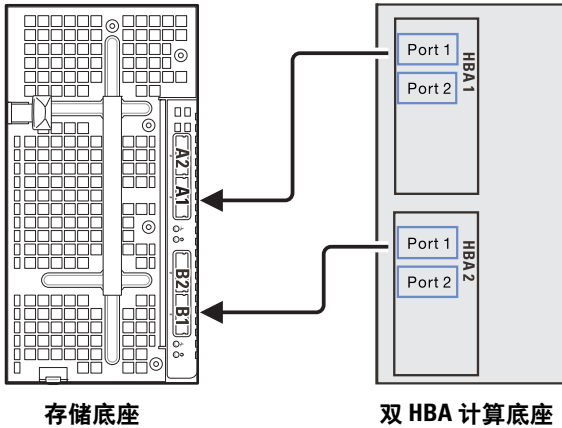 A2
A1
B2
B1
Port 1
Port 2
HBA 1
Port 1
Port 2
HBA 2
存储底座
双 HBA 计算底座